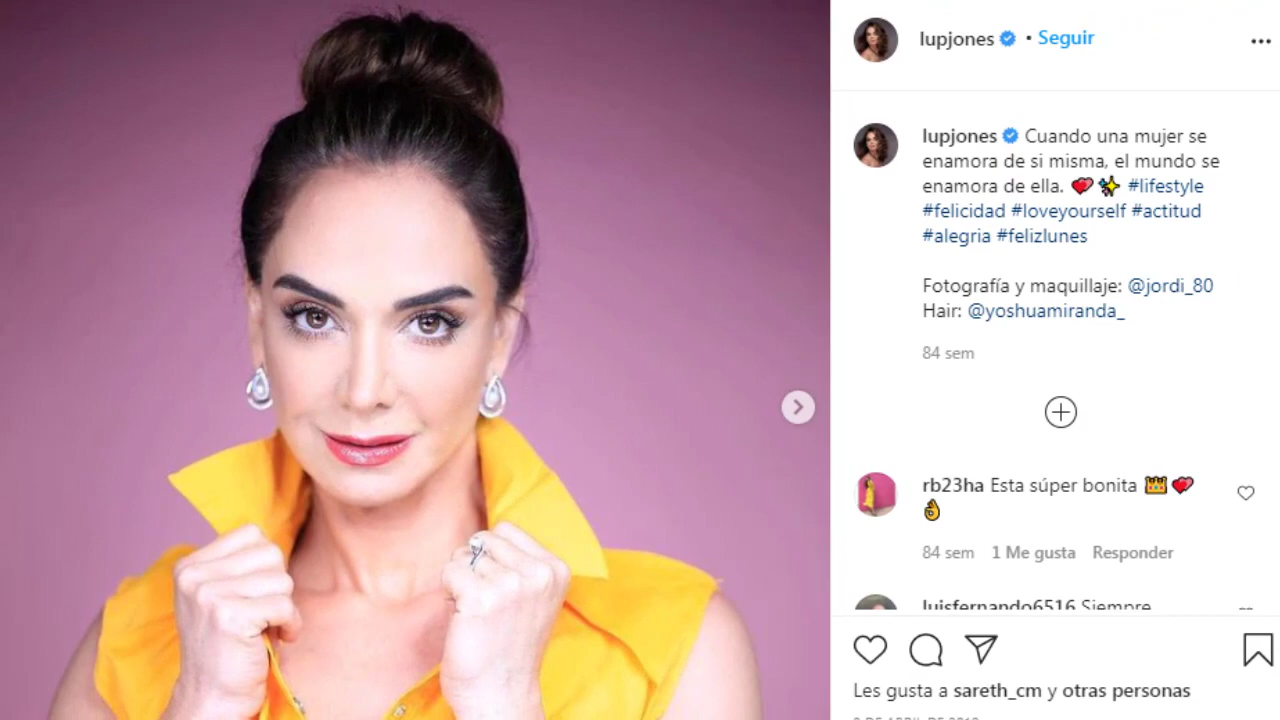 lupjones • Seguir
lupjones Cuando una mujer se
enamora de si misma, el mundo se
enamora de ella. 💕✨ #lifestyle
#felicidad #loveyourself #actitud
#alegria #felizlunes
Fotografía y maquillaje: @jordi_80
Hair: @yoshuamiranda_
84 sem
rb23ha Esta súper bonita 👑💕
👌
84 sem 1 Me gusta Responder
luisfernando6516 Siempre
Les gusta a sareth_cm y otras personas